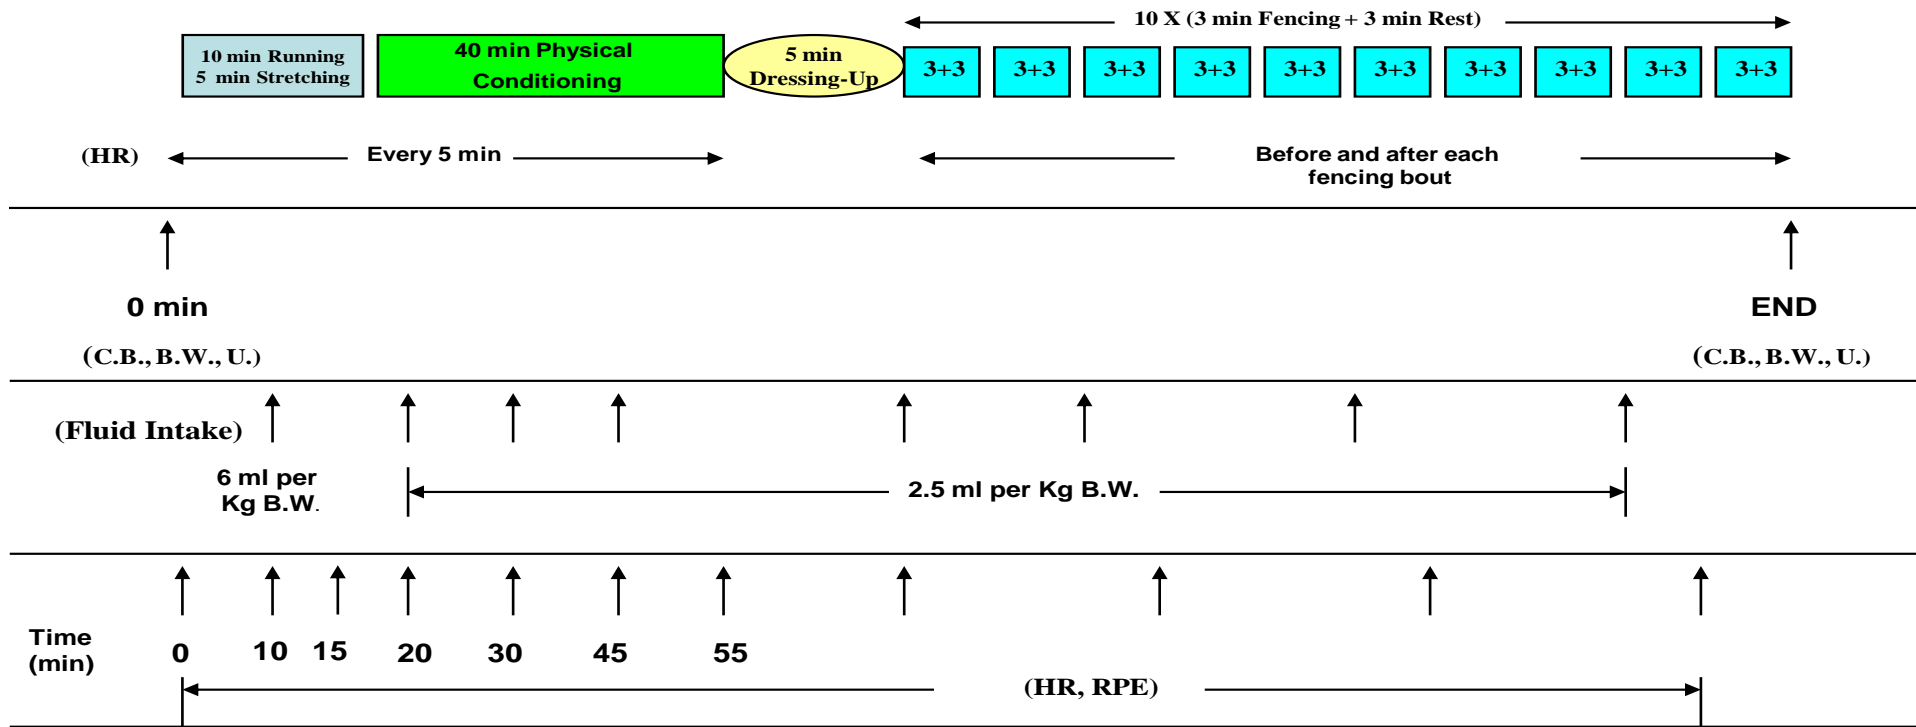 10 X (3 min Fencing + 3 min Rest)
10 min Running
5 min Stretching
40 min Physical
Conditioning
5 min
Dressing-Up
3+3
3+3
3+3
3+3
3+3
3+3
3+3
3+3
3+3
3+3
(HR)
Every 5 min
Before and after each
fencing bout
0 min
END
(C.B., B.W., U.)
(C.B., B.W., U.)
(Fluid Intake)
6 ml per
Kg B.W.
2.5 ml per Kg B.W.
Time
(min)
0
10
15
20
30
45
55
(HR, RPE)